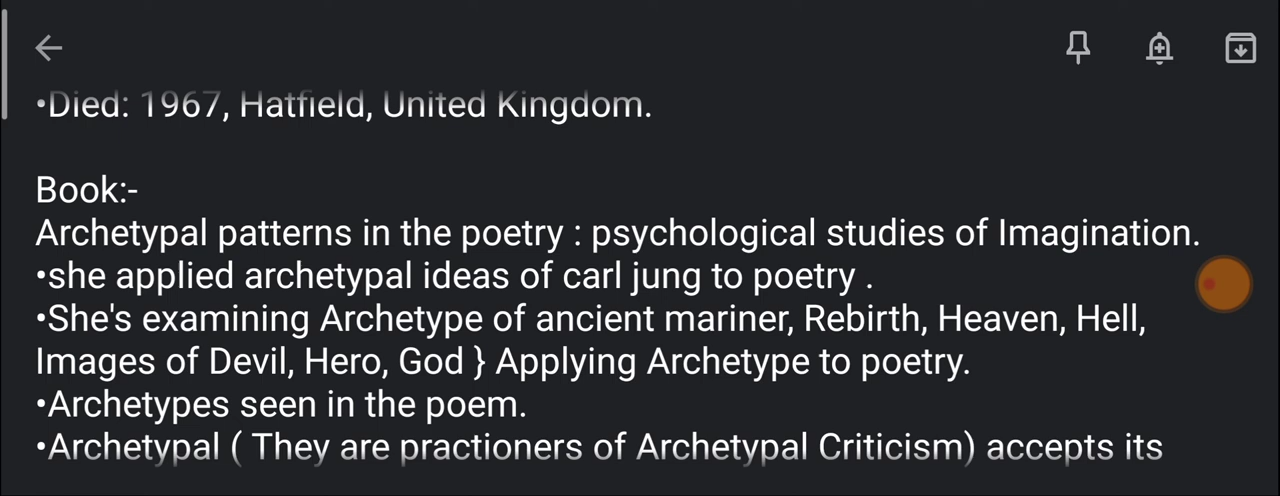 •Died: 1967, Hatfield, United Kingdom.
Book:-
Archetypal patterns in the poetry : psychological studies of Imagination.
•she applied archetypal ideas of carl jung to poetry .
•She's examining Archetype of ancient mariner, Rebirth, Heaven, Hell,
Images of Devil, Hero, God } Applying Archetype to poetry.
•Archetypes seen in the poem.
•Archetypal ( They are practioners of Archetypal Criticism) accepts its